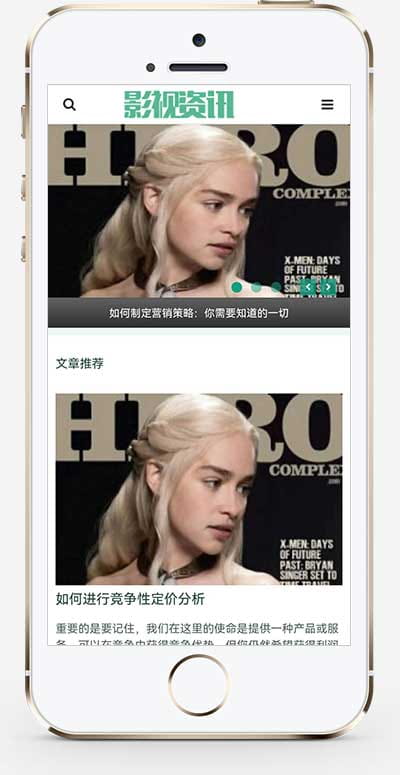 影视资讯
HERO
COMPLEX
X-MEN: DAYS
OF FUTURE
PAST: BRYAN
SINGER SET TO
TIME TRAVEL
如何制定营销策略：你需要知道的一切
文章推荐
HERO
COMPLEX
X-MEN: DAYS
OF FUTURE
PAST: BRYAN
SINGER SET TO
TIME TRAVEL
如何进行竞争性定价分析
重要的是要记住，我们在这里的使命是提供一种产品或服
务，可以在竞争中获得竞争优势，但您仍然希望获得利润